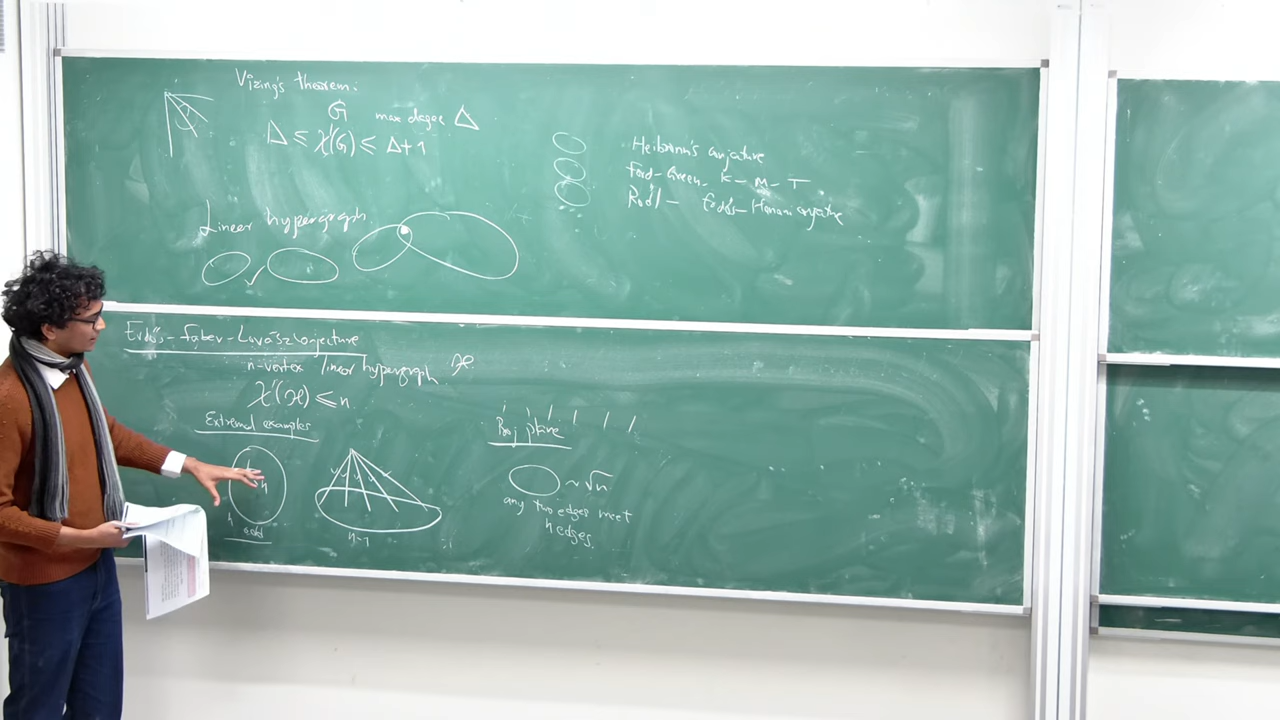 Vizing's theorem:
G max degree Δ
Δ ≤ χ'(G) ≤ Δ+1
Linear hypergraph
Heilbronn's conjecture
Ford-Green-K-M-T
Rödl - Erdős-Hanani conjecture
Erdős-Faber-Lovász conjecture
n-vertex linear hypergraph ℋ
χ'(ℋ) ≤ n
Extremal examples
n
n odd
n-1
Proj plane
~ √n
any two edges meet
n edges.